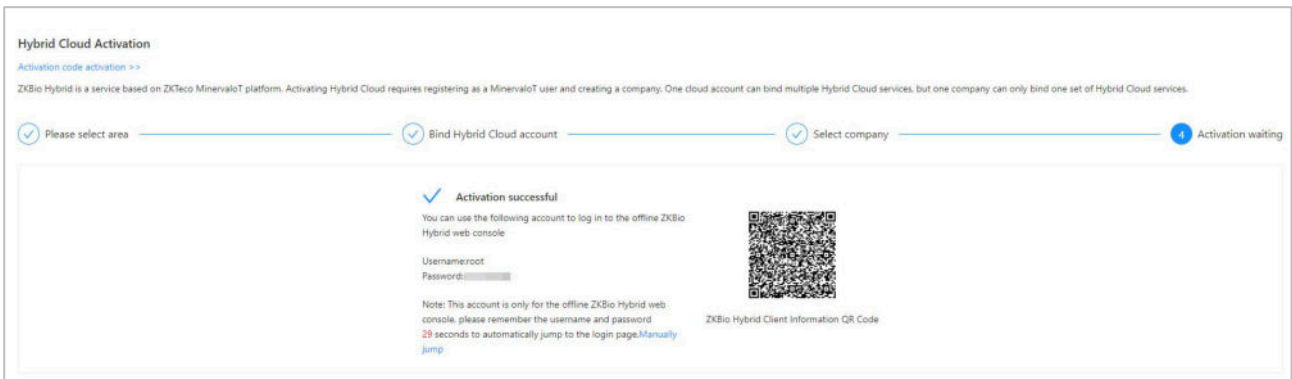 Hybrid Cloud Activation
Activation code activation >>
ZKBio Hybrid is a service based on ZKTeco MinervaIoT platform. Activating Hybrid Cloud requires registering as a MinervaIoT user and creating a company. One cloud account can bind multiple Hybrid Cloud services, but one company can only bind one set of Hybrid Cloud services.
Please select area
Bind Hybrid Cloud account
Select company
4 Activation waiting
Activation successful
You can use the following account to log in to the offline ZKBio
Hybrid web console
Username:root
Password:
Note: This account is only for the offline ZKBio Hybrid web
console, please remember the username and password
29 seconds to automatically jump to the login page.Manually
jump
ZKBio Hybrid Client Information QR Code